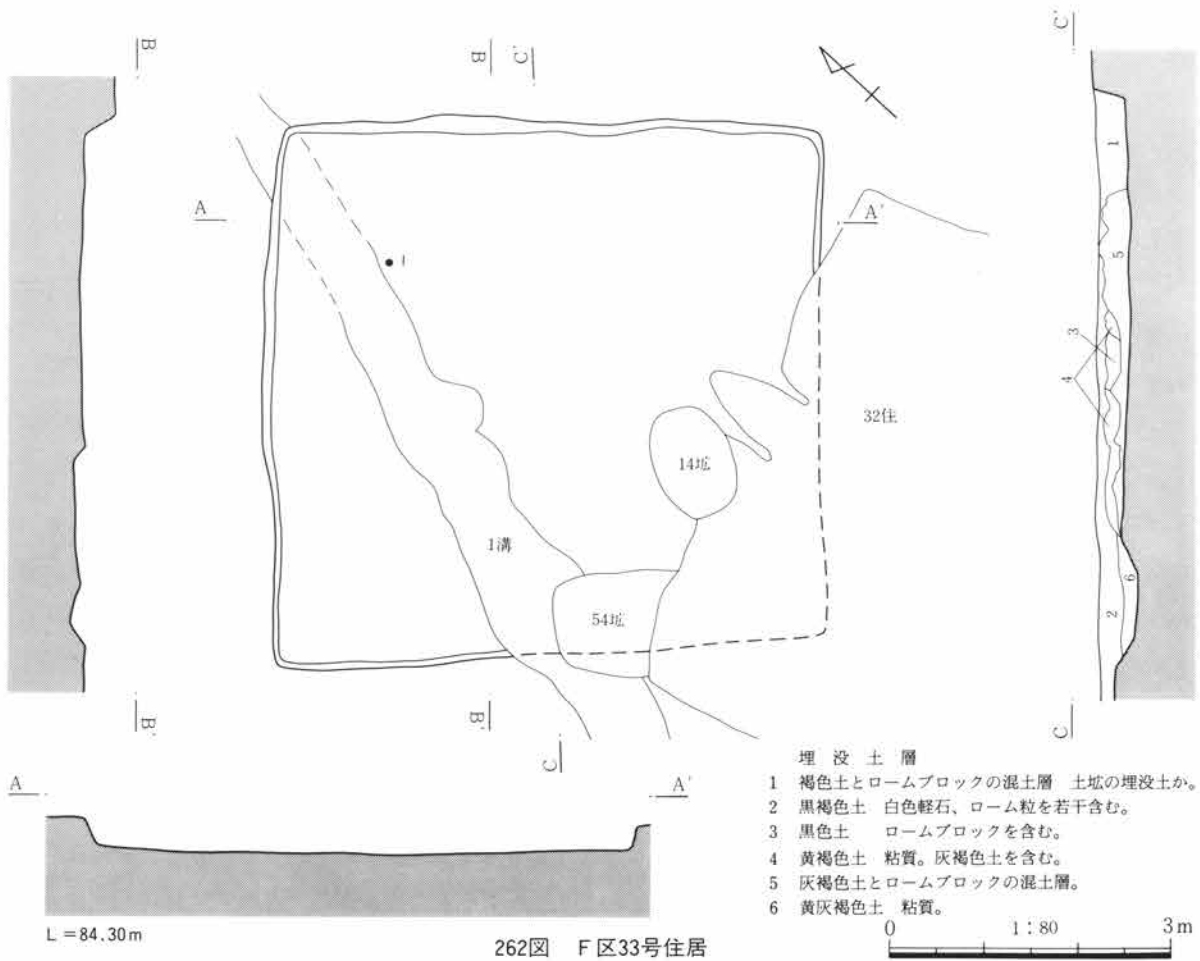 B
B
C'
C'
A
A'
1
32住
14坛
1溝
54坛
1
5
3
4
6
2
B'
B'
C
C
A
A'
L=84.30m
埋没土層
1 褐色土とロームブロックの混土層 土坛の埋没土か。
2 黒褐色土 白色軽石、ローム粒を若干含む。
3 黒色土 ロームブロックを含む。
4 黄褐色土 粘質。灰褐色土を含む。
5 灰褐色土とロームブロックの混土層。
6 黄灰褐色土 粘質。
0 1:80 3m
262図 F区33号住居